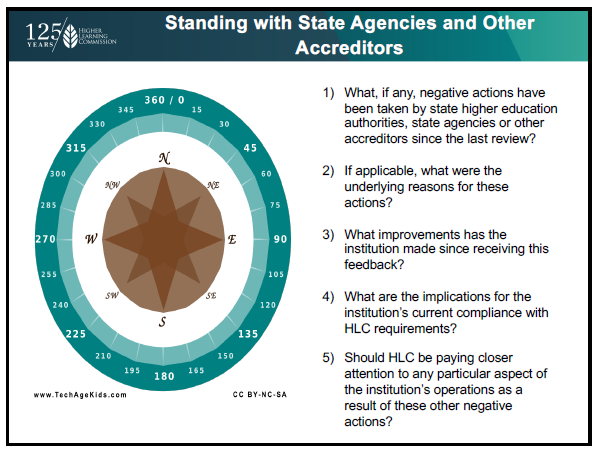 125
YEARS
HIGHER
LEARNING
COMMISSION
Standing with State Agencies and Other
Accreditors
360 / 0
345
15
330
30
315
45
300
60
285
75
270
90
255
105
240
120
225
135
210
150
195
165
180
N
NW
NE
W
E
SW
SE
S
www.TechAgeKids.com
CC BY-NC-SA
1) What, if any, negative actions have
been taken by state higher education
authorities, state agencies or other
accreditors since the last review?
2) If applicable, what were the
underlying reasons for these
actions?
3) What improvements has the
institution made since receiving this
feedback?
4) What are the implications for the
institution's current compliance with
HLC requirements?
5) Should HLC be paying closer
attention to any particular aspect of
the institution's operations as a
result of these other negative
actions?